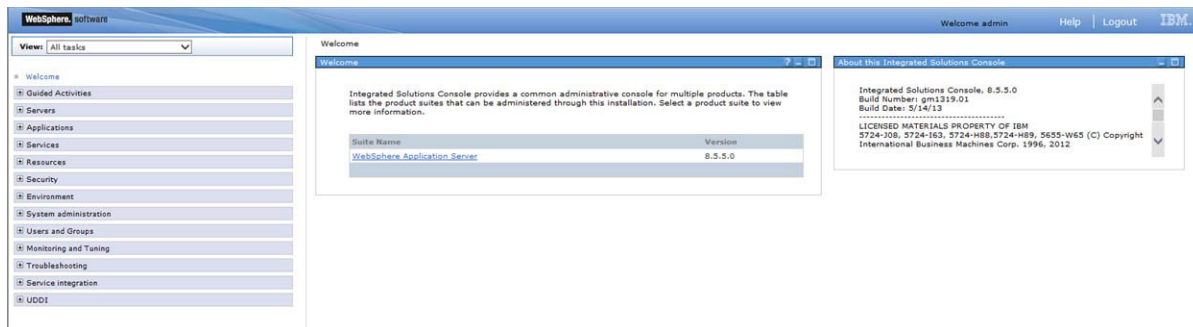 WebSphere. software
Welcome admin Help Logout IBM.
View: All tasks
Welcome
Guided Activities
Servers
Applications
Services
Resources
Security
Environment
System administration
Users and Groups
Monitoring and Tuning
Troubleshooting
Service integration
UDDI
Welcome
Welcome ?
Integrated Solutions Console provides a common administrative console for multiple products. The table
lists the product suites that can be administered through this installation. Select a product suite to view
more information.
Suite Name Version
WebSphere Application Server 8.5.5.0
About this Integrated Solutions Console
Integrated Solutions Console, 8.5.5.0
Build Number: gm1319.01
Build Date: 5/14/13
----------------------------------------
LICENSED MATERIALS PROPERTY OF IBM
5724-J08, 5724-I63, 5724-H88,5724-H89, 5655-W65 (C) Copyright
International Business Machines Corp. 1996, 2012